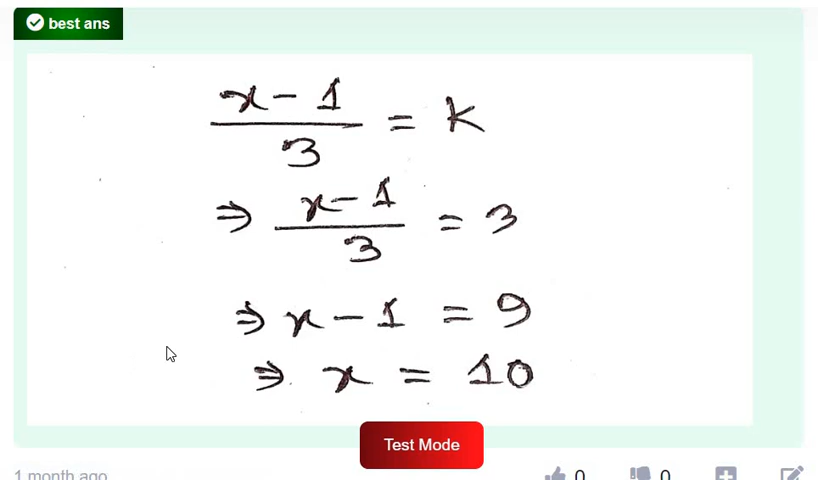 best ans
x - 1 / 3 = K
⇒ x - 1 / 3 = 3
⇒ x - 1 = 9
⇒ x = 10
Test Mode
1 month ago 0 0